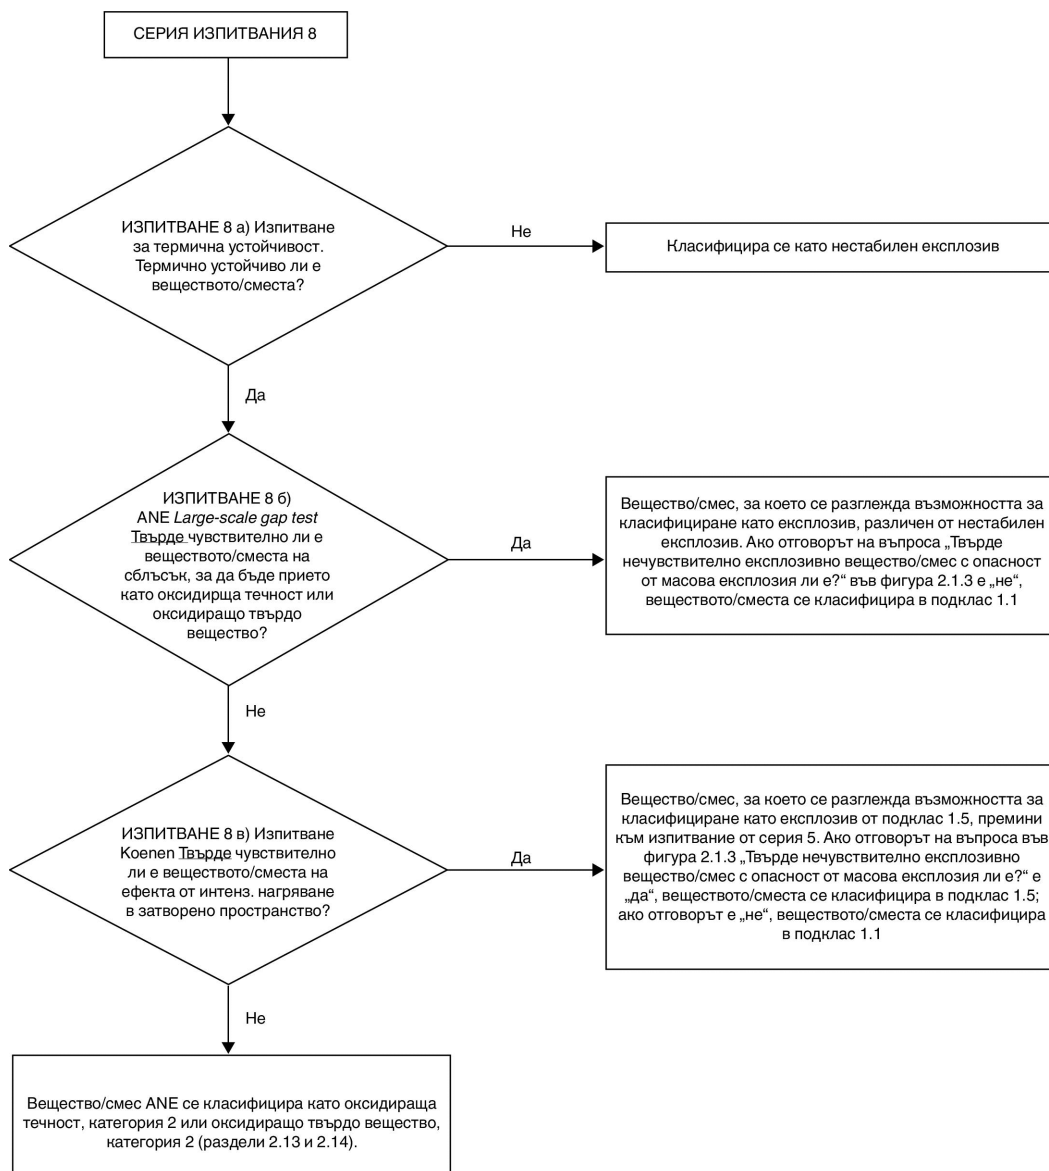 СЕРИЯ ИЗПИТВАНИЯ 8
ИЗПИТВАНЕ 8 а) Изпитване
за термична устойчивост.
Термично устойчиво ли е
веществото/сместа?
Не
Класифицира се като нестабилен експлозив
Да
ИЗПИТВАНЕ 8 б)
ANE Large-scale gap test
Твърде чувствително ли е
веществото/сместа на
сблъсък, за да бъде прието
като оксидирща течност или
оксидиращо твърдо
вещество?
Да
Вещество/смес, за което се разглежда възможността за
класифициране като експлозив, различен от нестабилен
експлозив. Ако отговорът на въпроса „Твърде
нечувствително експлозивно вещество/смес с опасност
от масова експлозия ли е?“ във фигура 2.1.3 е „не“,
веществото/сместа се класифицира в подклас 1.1
Не
ИЗПИТВАНЕ 8 в) Изпитване
Koenen Твърде чувствително
ли е веществото/сместа на
ефекта от интенз. нагряване
в затворено пространство?
Да
Вещество/смес, за което се разглежда възможността за
класифициране като експлозив от подклас 1.5, премини
към изпитвание от серия 5. Ако отговорът на въпроса във
фигура 2.1.3 „Твърде нечувствително експлозивно
вещество/смес с опасност от масова експлозия ли е?“ е
„да“, веществото/сместа се класифицира в подклас 1.5;
ако отговорът е „не“, веществото/сместа се класифицира
в подклас 1.1
Не
Вещество/смес ANE се класифицира като оксидираща
течност, категория 2 или оксидиращо твърдо вещество,
категория 2 (раздели 2.13 и 2.14).